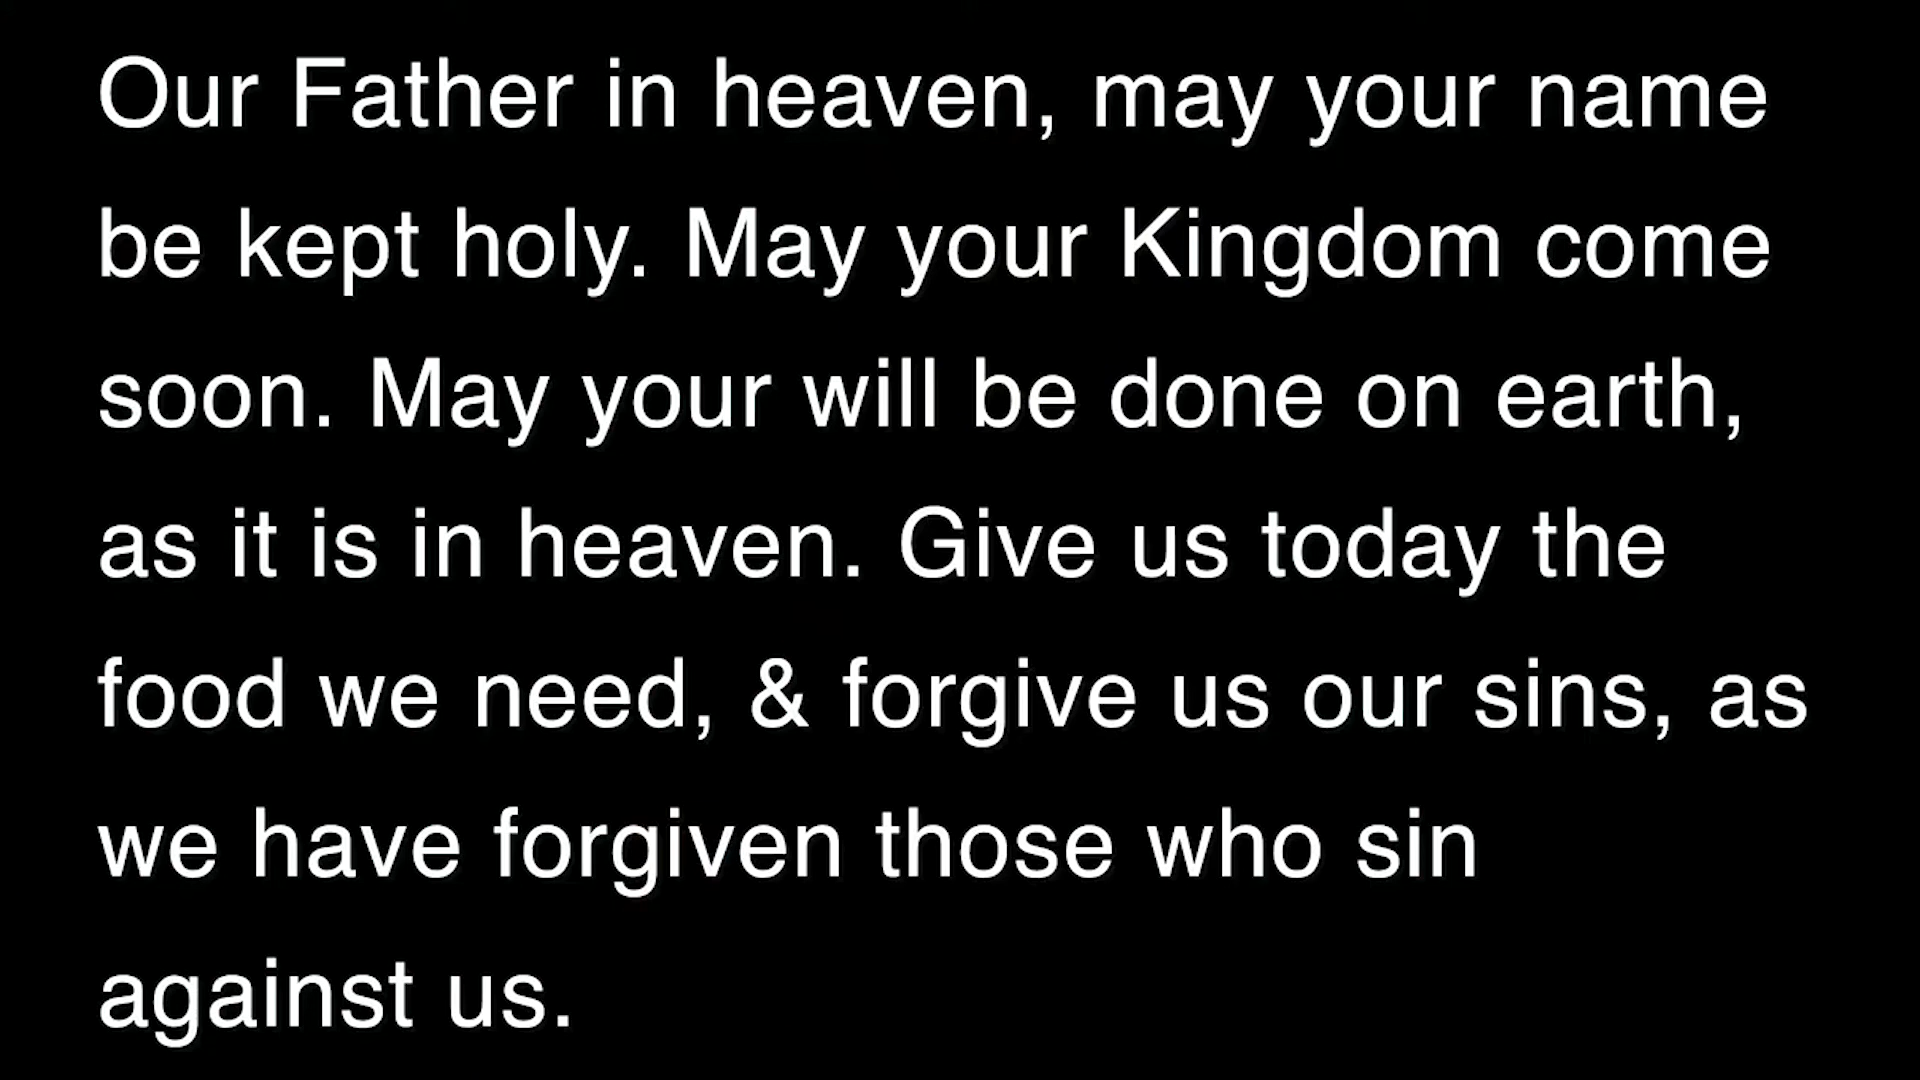 Our Father in heaven, may your name
be kept holy. May your Kingdom come
soon. May your will be done on earth,
as it is in heaven. Give us today the
food we need, & forgive us our sins, as
we have forgiven those who sin
against us.